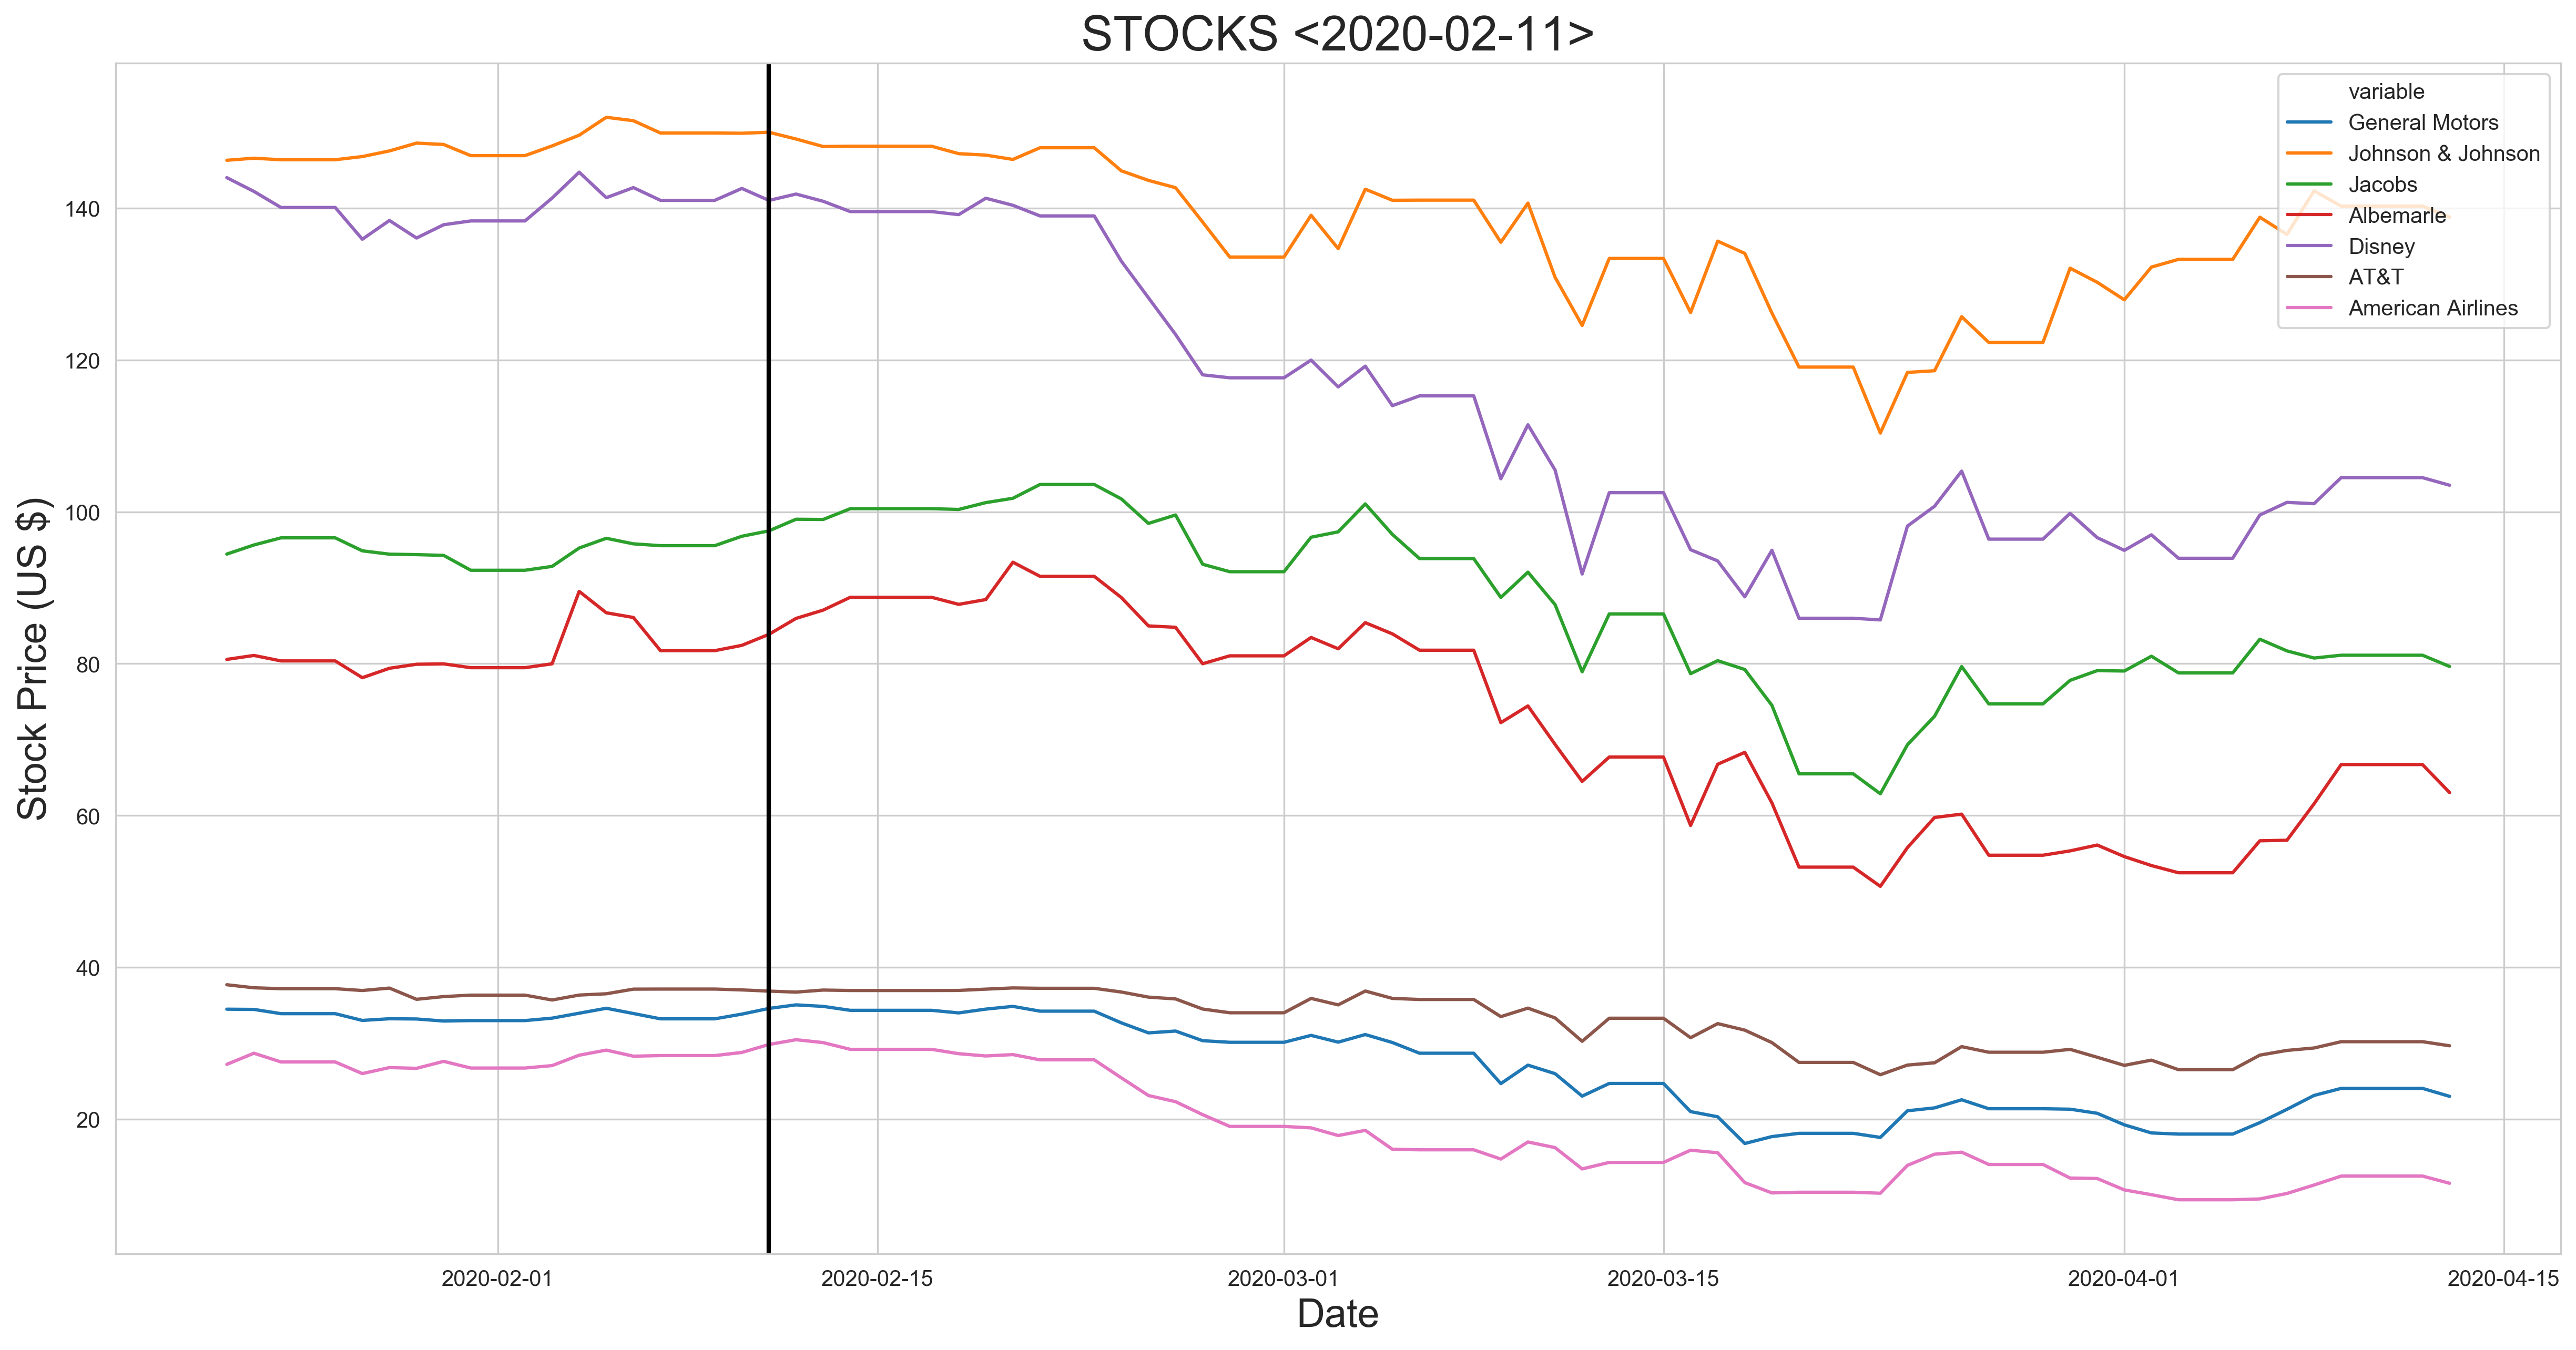 STOCKS <2020-02-11>
variable
General Motors
Johnson & Johnson
Jacobs
Albemarle
Disney
AT&T
American Airlines
Stock Price (US $)
140
120
100
80
60
40
20
2020-02-01
2020-02-15
2020-03-01
2020-03-15
2020-04-01
2020-04-15
Date